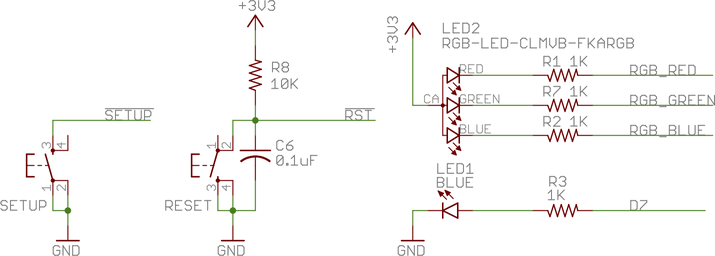 +3V3
R8
10K
SETUP
3 4
1 2
SETUP
GND
RST
1 2
3 4
C6
0.1uF
RESET
GND
+3V3
LED2
RGB-LED-CLMVB-FKARGB
RED R1 1K RGB_RED
CA GREEN R7 1K RGB_GREEN
BLUE R2 1K RGB_BLUE
LED1
BLUE
R3
1K
D7
GND